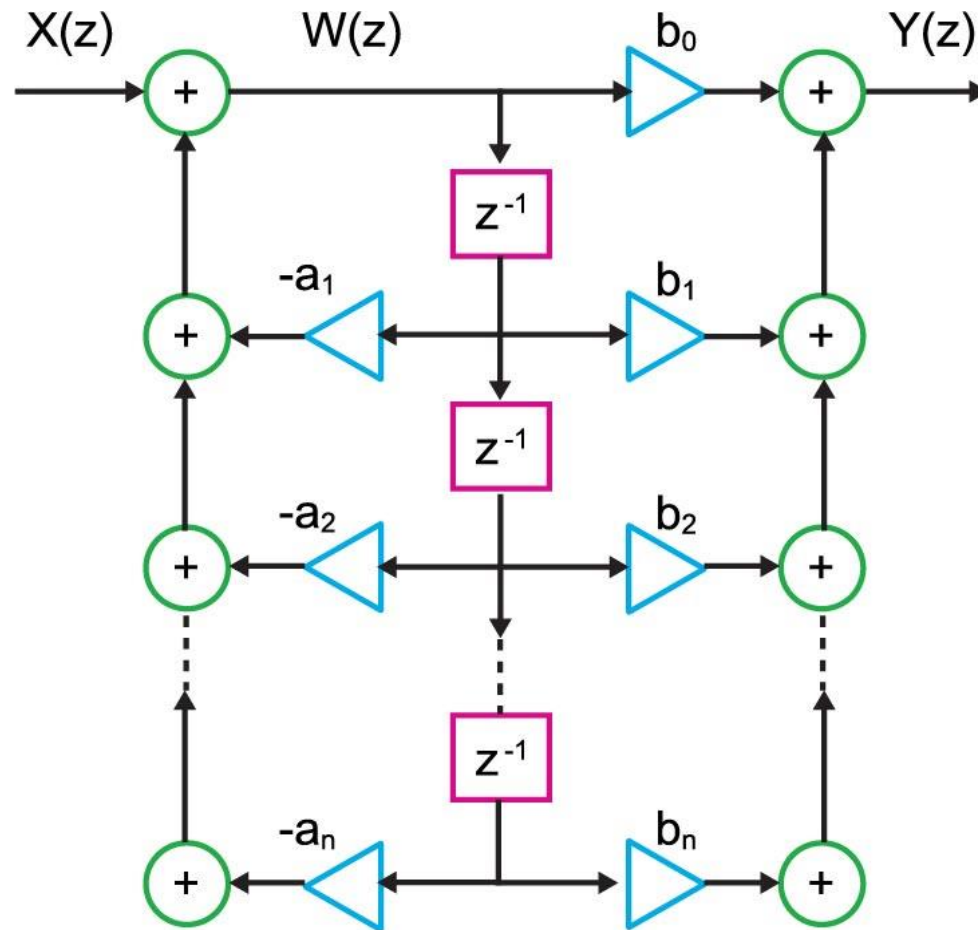 X(z) W(z) b₀ Y(z)
+ +
z⁻¹
-a₁ b₁
+ +
z⁻¹
-a₂ b₂
+ +
z⁻¹
-aₙ bₙ
+ +